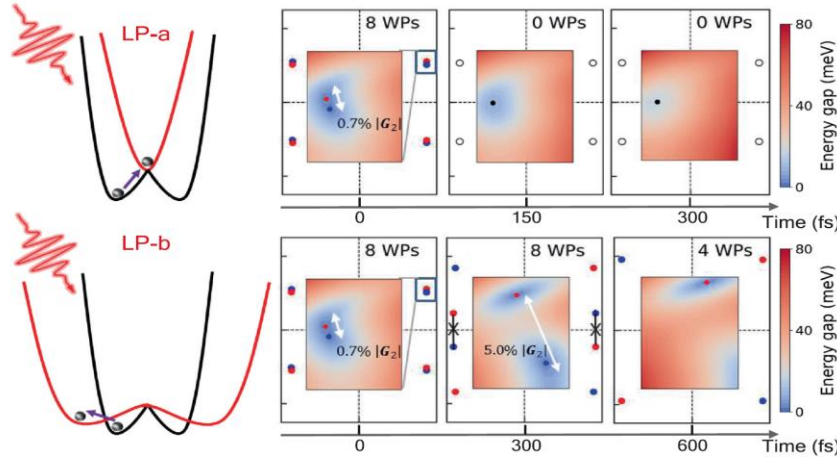 LP-a
8 WPs
0.7% |G₂|
0 WPs
0 WPs
80
40
0
Energy gap (meV)
0
150
300
Time (fs)
LP-b
8 WPs
0.7% |G₂|
8 WPs
5.0% |G₂|
4 WPs
80
40
0
Energy gap (meV)
0
300
600
Time (fs)